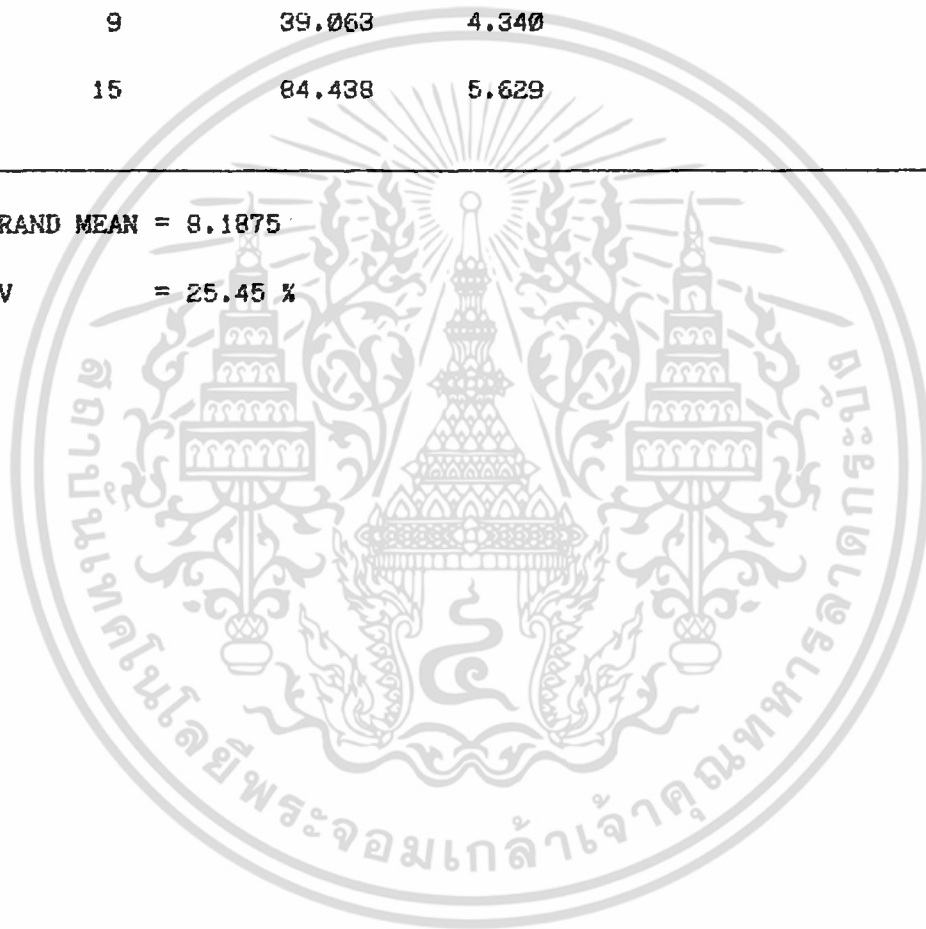 9 39.063 4.340
15 84.438 5.629
RAND MEAN = 8.1875
V = 25.45 %
สถาบันเทคโนโลยีพระจอมเกล้าเจ้าคุณทหารลาดกระบัง
๔